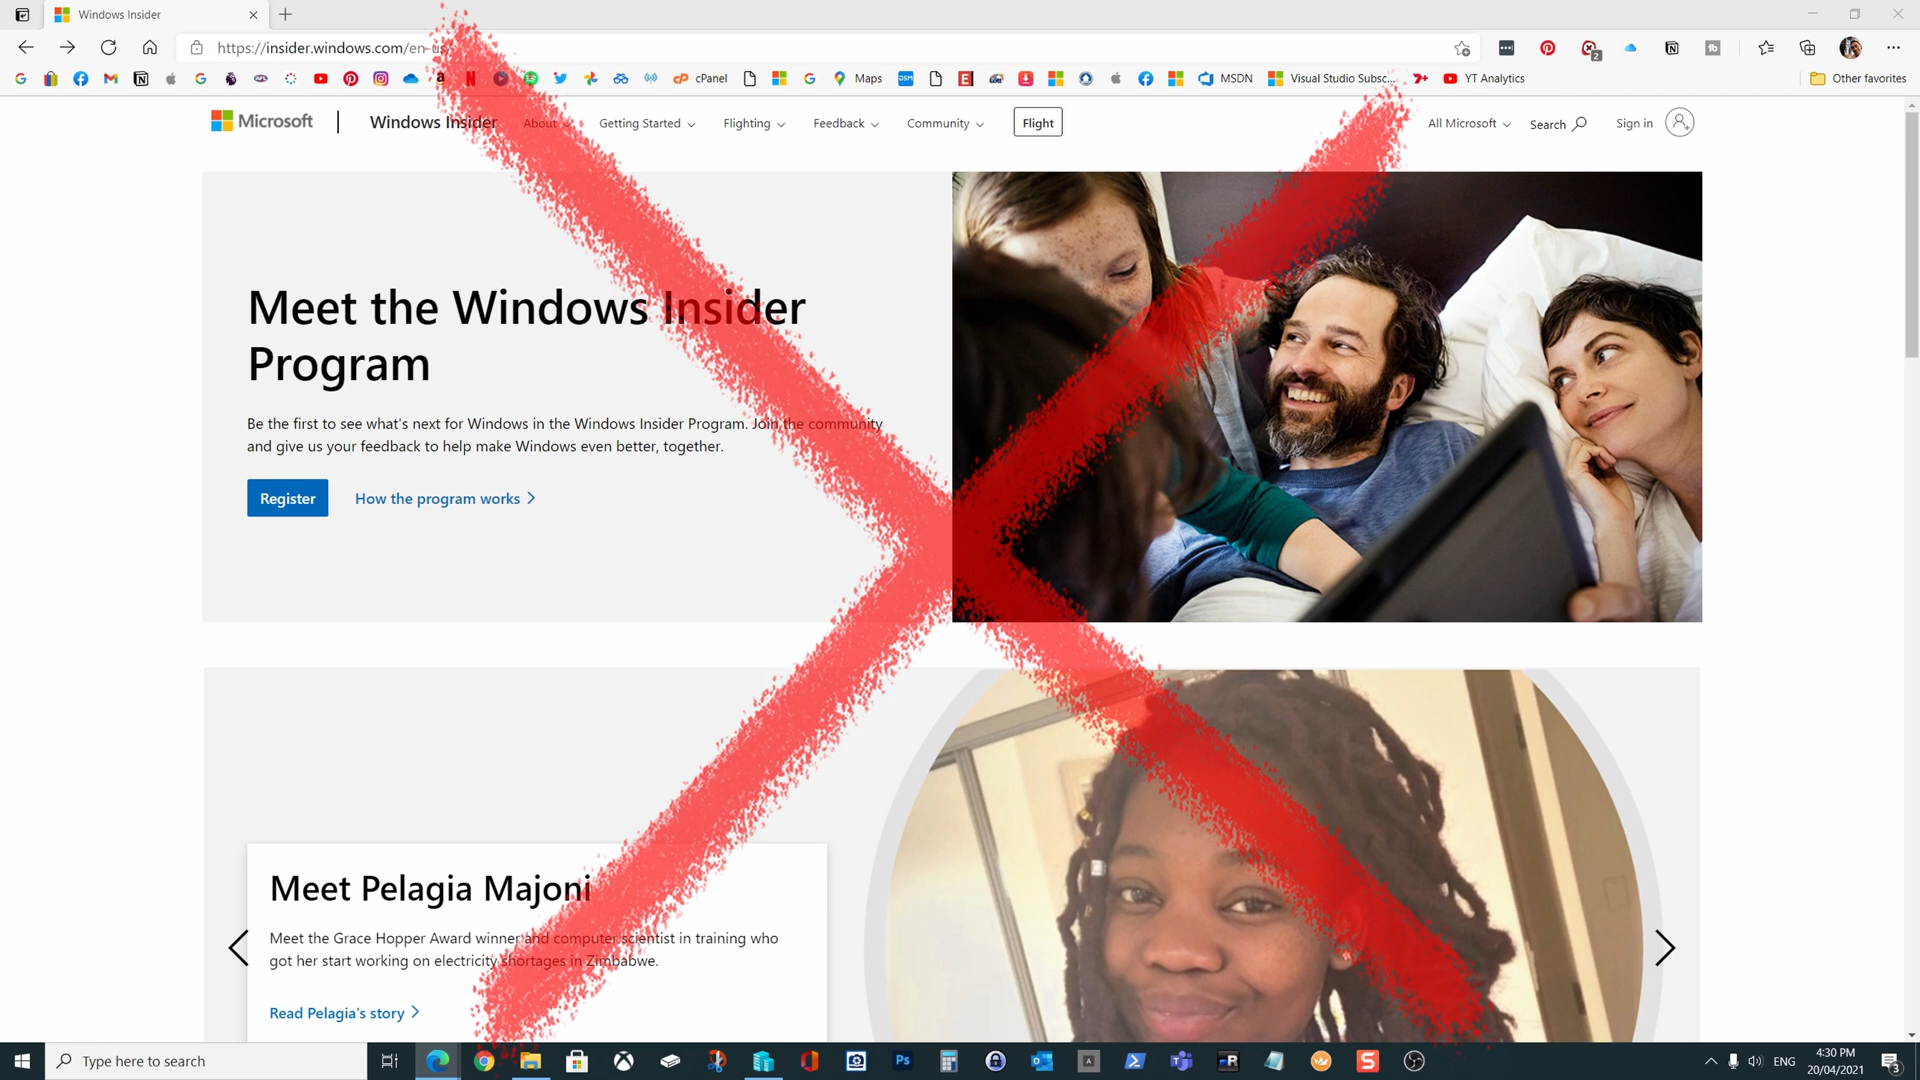 Windows Insider
https://insider.windows.com/en-us/
cPanel
Maps
MSDN
Visual Studio Subsc...
YT Analytics
Other favorites
Microsoft
Windows Insider
About
Getting Started
Flighting
Feedback
Community
Flight
All Microsoft
Search
Sign in
Meet the Windows Insider
Program
Be the first to see what's next for Windows in the Windows Insider Program. Join the community
and give us your feedback to help make Windows even better, together.
Register
How the program works
Meet Pelagia Majoni
Meet the Grace Hopper Award winner and computer scientist in training who
got her start working on electricity shortages in Zimbabwe.
Read Pelagia's story
Type here to search
ENG
4:30 PM
20/04/2021
3